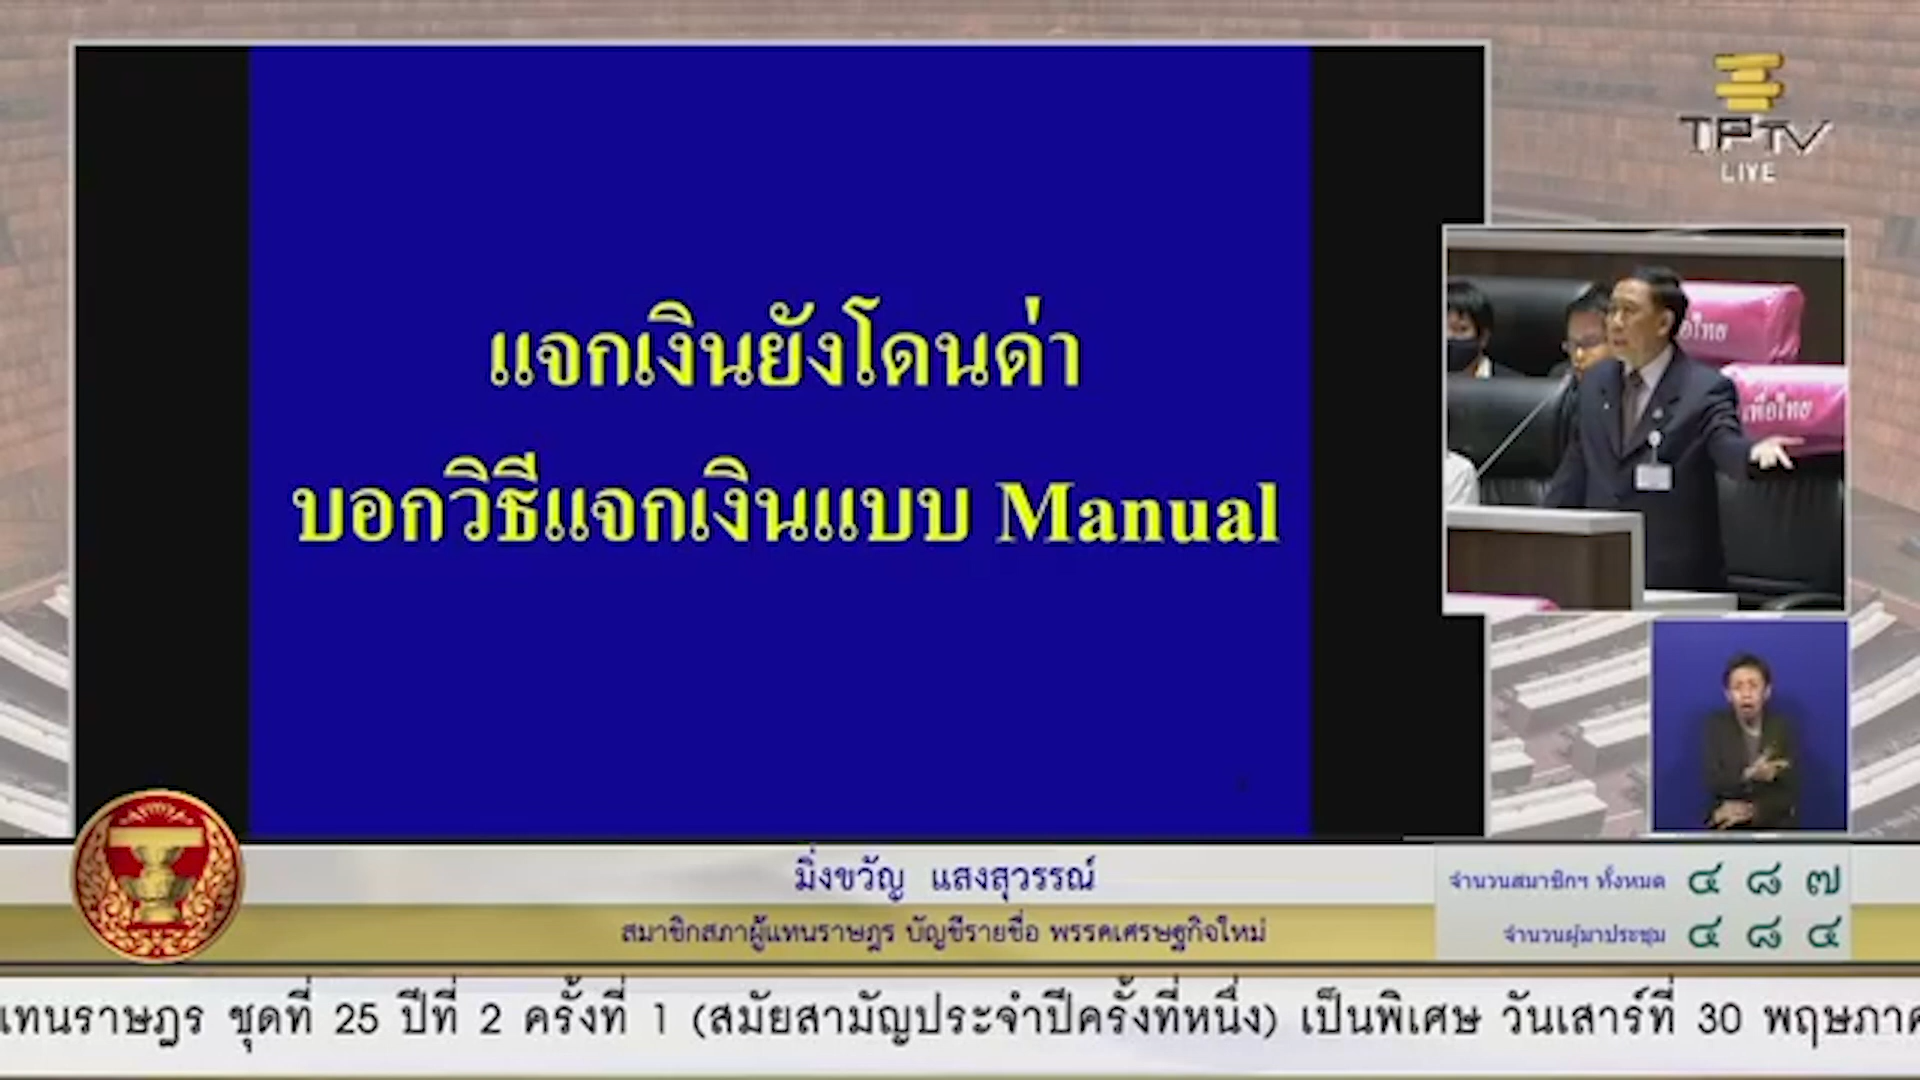 แจกเงินยังโดนด่า
บอกวิธีแจกเงินแบบ Manual
TPTV
LIVE
เพื่อไทย
มิ่งขวัญ แสงสุวรรณ์
สมาชิกสภาผู้แทนราษฎร บัญชีรายชื่อ พรรคเศรษฐกิจใหม่
จำนวนสมาชิกฯ ทั้งหมด ๔ ๘ ๗
จำนวนผู้มาประชุม ๔ ๘ ๔
แทนราษฎร ชุดที่ 25 ปีที่ 2 ครั้งที่ 1 (สมัยสามัญประจำปีครั้งที่หนึ่ง) เป็นพิเศษ วันเสาร์ที่ 30 พฤษภาค